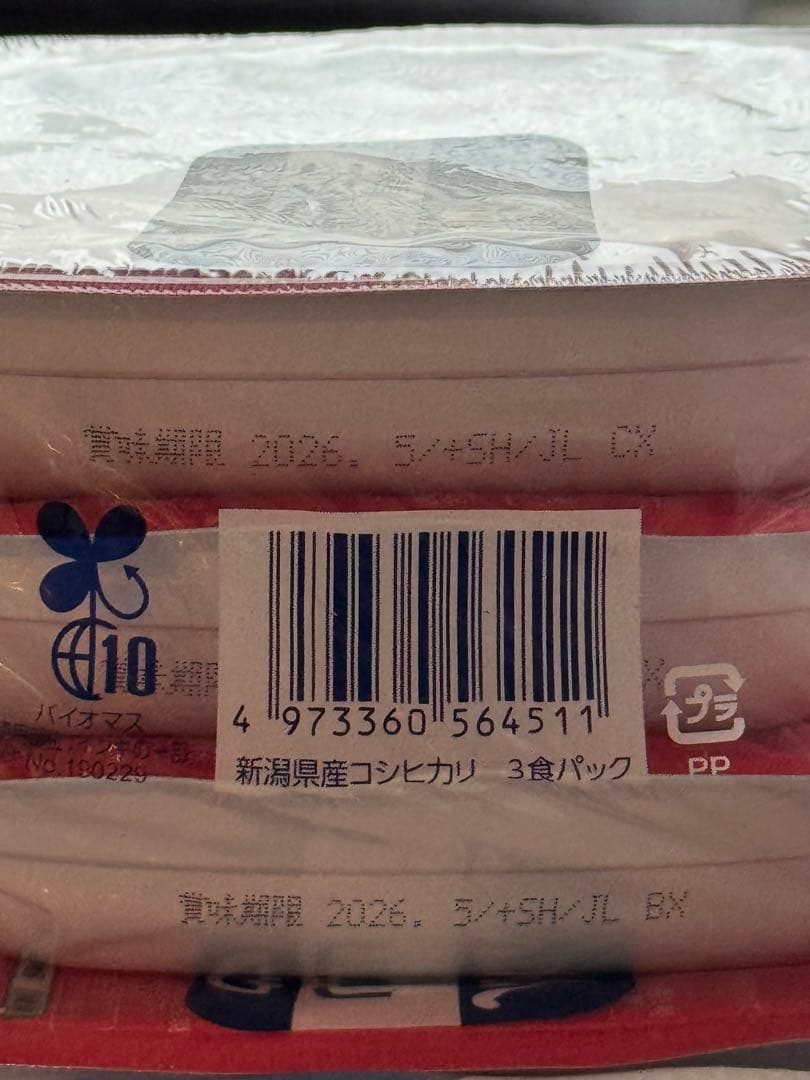 賞味期限 2026. 5/+SH/JL CX
10
バイオマス
No.190229
4 973360 564511
新潟県産コシヒカリ 3食パック
プラ
PP
賞味期限 2026. 5/+SH/JL BX